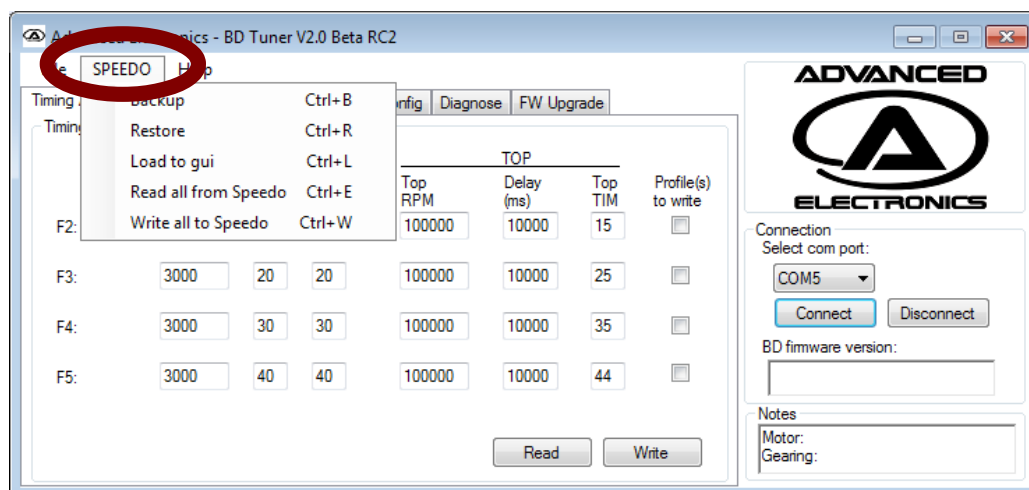 Advanced Electronics - BD Tuner V2.0 Beta RC2
SPEEDO
Timing
Config Diagnose FW Upgrade
Timing
Backup Ctrl+B
Restore Ctrl+R
Load to gui Ctrl+L
Read all from Speedo Ctrl+E
Write all to Speedo Ctrl+W
TOP
Top RPM
Delay (ms)
Top TIM
Profile(s) to write
F2: 100000 10000 15
F3: 3000 20 20 100000 10000 25
F4: 3000 30 30 100000 10000 35
F5: 3000 40 40 100000 10000 44
Read Write
ADVANCED
A
ELECTRONICS
Connection
Select com port:
COM5
Connect Disconnect
BD firmware version:
Notes
Motor:
Gearing: